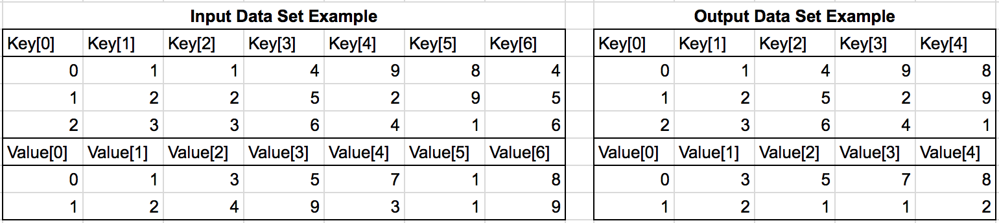 Input Data Set Example Output Data Set Example
Key[0] Key[1] Key[2] Key[3] Key[4] Key[5] Key[6] Key[0] Key[1] Key[2] Key[3] Key[4]
0 1 1 4 9 8 4 0 1 4 9 8
1 2 2 5 2 9 5 1 2 5 2 9
2 3 3 6 4 1 6 2 3 6 4 1
Value[0] Value[1] Value[2] Value[3] Value[4] Value[5] Value[6] Value[0] Value[1] Value[2] Value[3] Value[4]
0 1 3 5 7 1 8 0 3 5 7 8
1 2 4 9 3 1 9 1 2 1 1 2